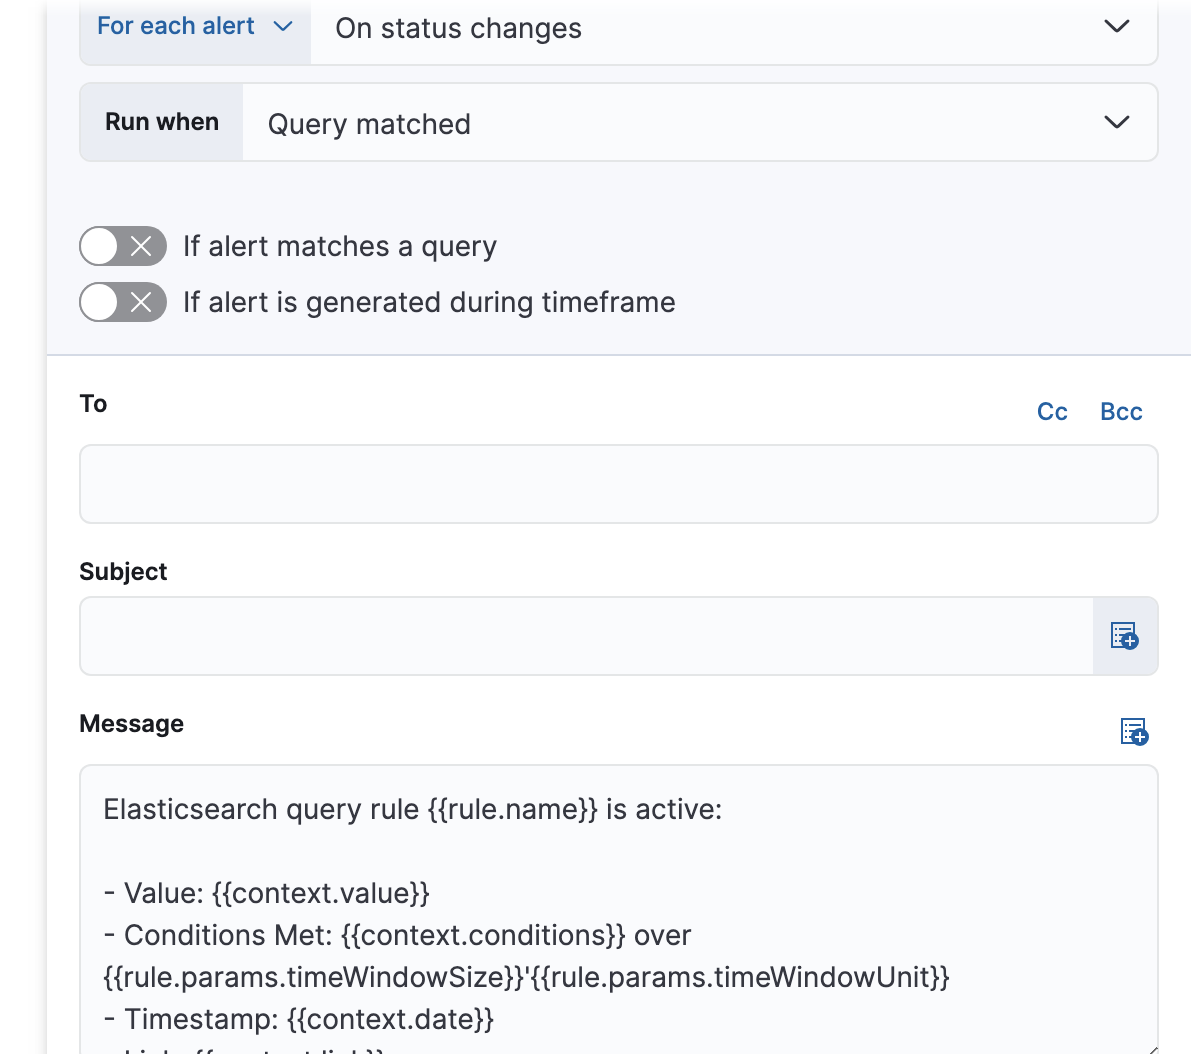 For each alert
On status changes
Run when
Query matched
If alert matches a query
If alert is generated during timeframe
To
Cc
Bcc
Subject
Message
Elasticsearch query rule {{rule.name}} is active:
- Value: {{context.value}}
- Conditions Met: {{context.conditions}} over
{{rule.params.timeWindowSize}}'{{rule.params.timeWindowUnit}}
- Timestamp: {{context.date}}